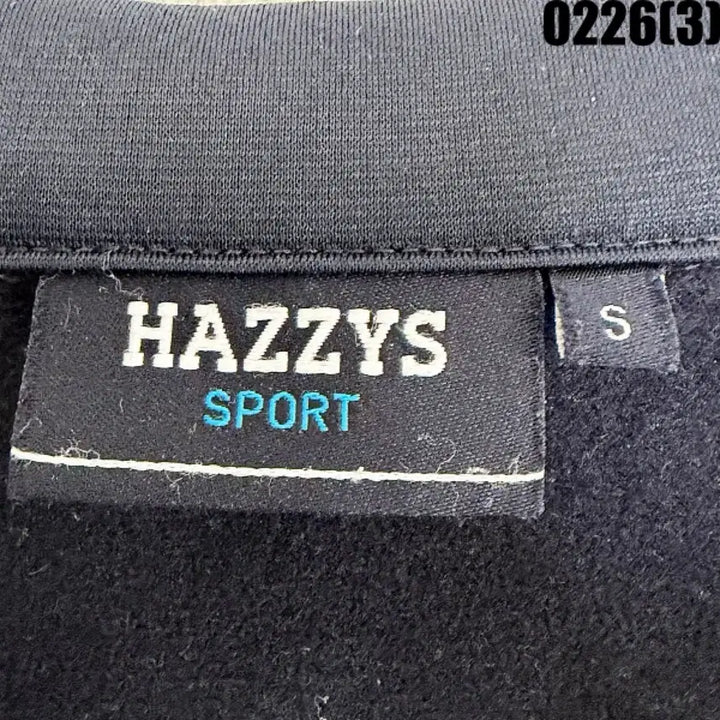 0226(3)
HAZZYS
SPORT
S